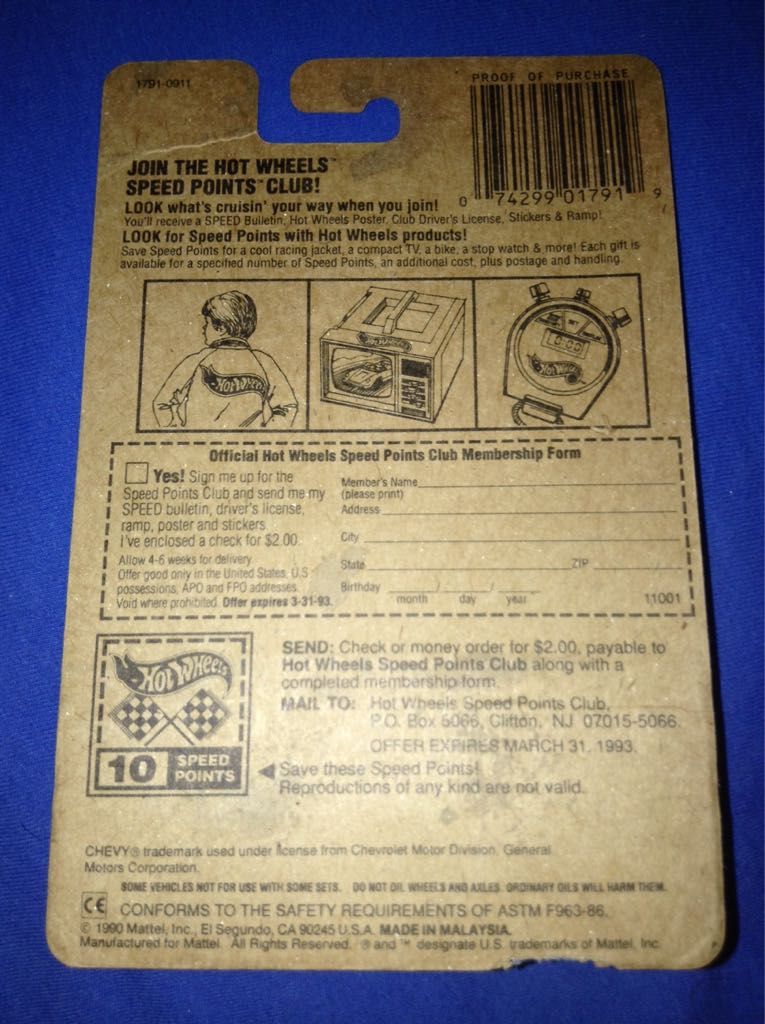 1791-0911
PROOF OF PURCHASE
0 74299 01791 9
JOIN THE HOT WHEELS™
SPEED POINTS™ CLUB!
LOOK what's cruisin' your way when you join!
You'll receive a SPEED Bulletin, Hot Wheels Poster, Club Driver's License, Stickers & Ramp!
LOOK for Speed Points with Hot Wheels products!
Save Speed Points for a cool racing jacket, a compact TV, a bike, a stop watch & more! Each gift is
available for a specified number of Speed Points, an additional cost, plus postage and handling.
Hot Wheels
Hot Wheels
0:00
Hot Wheels
Official Hot Wheels Speed Points Club Membership Form
Yes! Sign me up for the
Speed Points Club and send me my
SPEED bulletin, driver's license,
ramp, poster and stickers.
I've enclosed a check for $2.00.
Allow 4-6 weeks for delivery.
Offer good only in the United States, U.S.
possessions, APO and FPO addresses.
Void where prohibited. Offer expires 3-31-93.
Member's Name
(please print)
Address
City
State ZIP
Birthday / /
month day year
11001
Hot Wheels
10 SPEED
POINTS
SEND: Check or money order for $2.00, payable to
Hot Wheels Speed Points Club along with a
completed membership form.
MAIL TO: Hot Wheels Speed Points Club,
P.O. Box 5066, Clifton, NJ 07015-5066.
OFFER EXPIRES MARCH 31, 1993.
Save these Speed Points!
Reproductions of any kind are not valid.
CHEVY® trademark used under license from Chevrolet Motor Division, General
Motors Corporation.
SOME VEHICLES NOT FOR USE WITH SOME SETS. DO NOT OIL WHEELS AND AXLES. ORDINARY OILS WILL HARM THEM.
CE CONFORMS TO THE SAFETY REQUIREMENTS OF ASTM F963-86.
© 1990 Mattel, Inc., El Segundo, CA 90245 U.S.A. MADE IN MALAYSIA.
Manufactured for Mattel. All Rights Reserved. ® and ™ designate U.S. trademarks of Mattel, Inc.